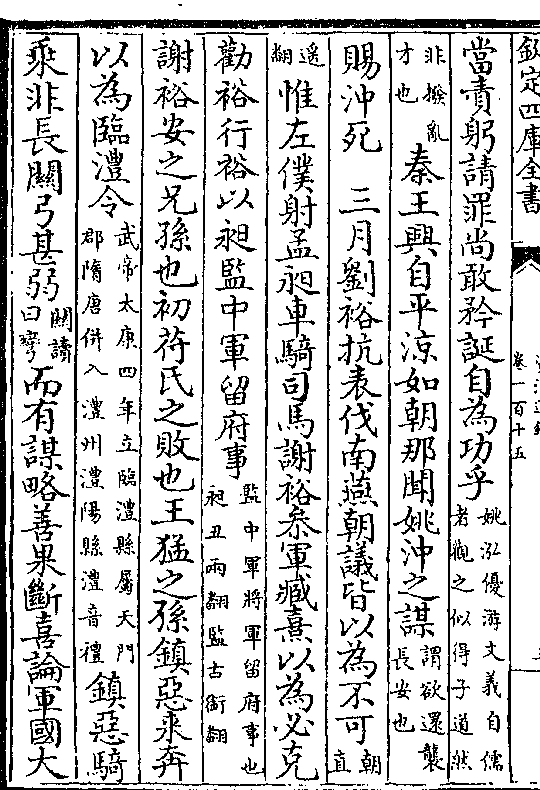 欽定四庫全書
卷一百十五
當責躬請罪尚敢矜誕自為功乎姚泓優游文義自儒者觀之似得子道然
非撥亂才也秦王興自平涼如朝那聞姚沖之謀謂欲還襲長安也
賜沖死　三月劉裕抗表伐南燕朝議皆以為不可朝直
遥翻惟左僕射孟昶車騎司馬謝裕叅軍臧熹以為必克
勸裕行裕以昶監中軍留府事監中軍將軍留府事也昶丑兩翻監古銜翻
謝裕安之兄孫也初苻氏之敗也王猛之孫鎮惡來奔
以為臨澧令武帝太康四年立臨澧縣屬天門郡隋唐併入澧州澧陽縣澧音禮鎮惡騎
乘非長關弓甚弱關讀曰彎而有謀略善果斷喜論軍國大